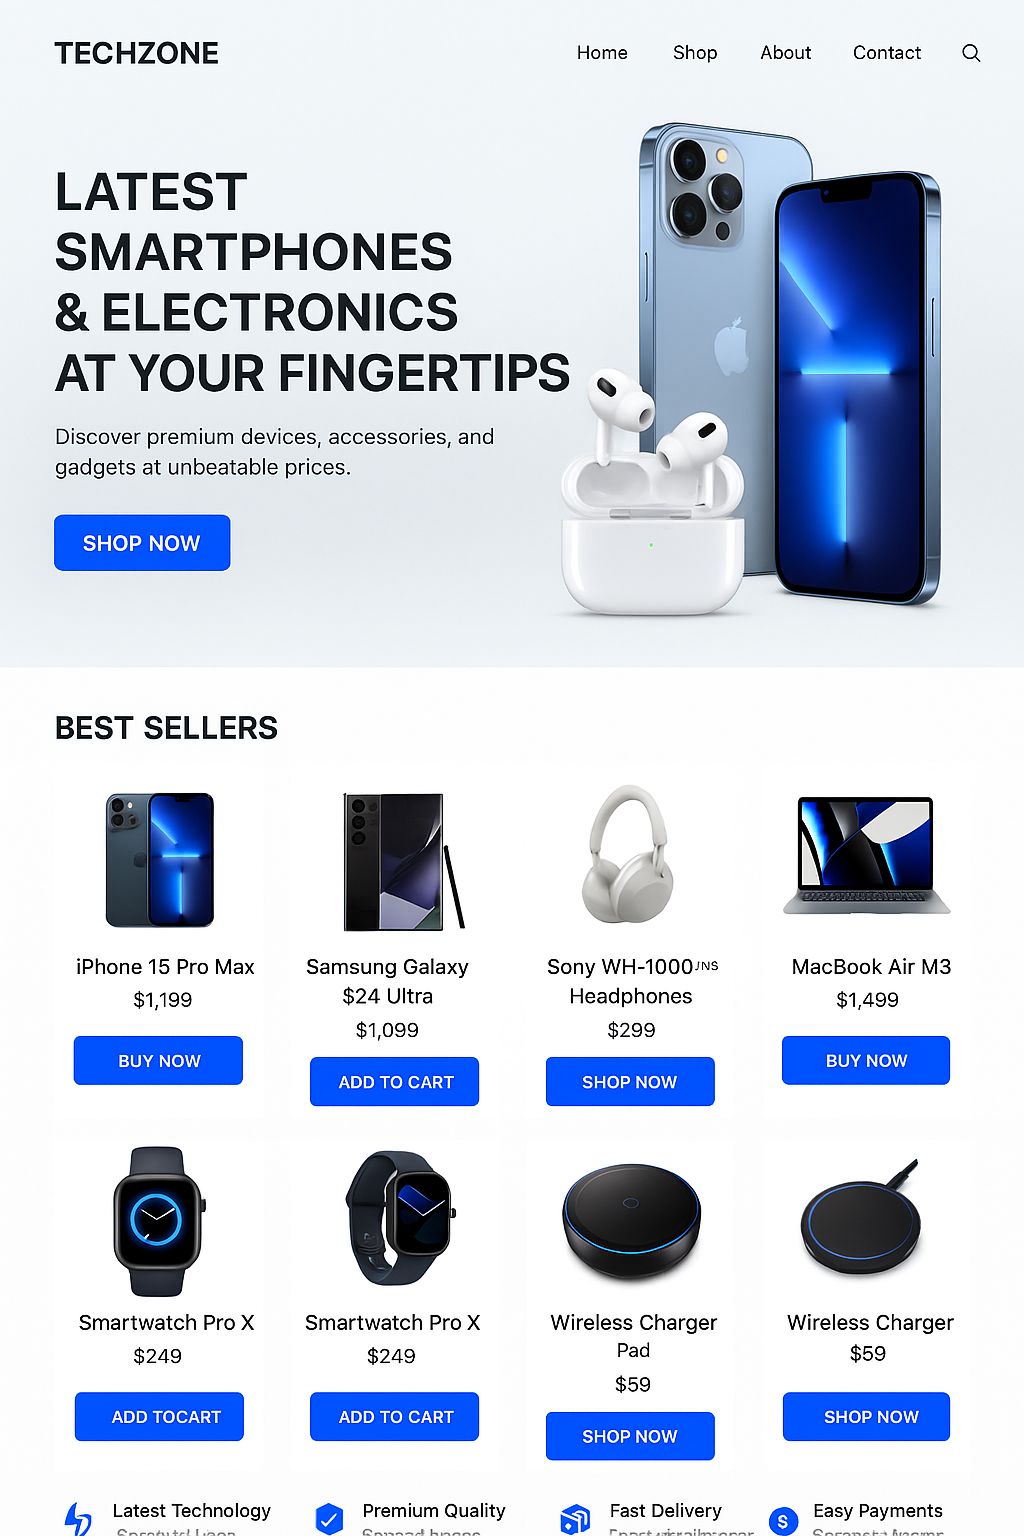 TECHZONE
Home Shop About Contact
LATEST
SMARTPHONES
& ELECTRONICS
AT YOUR FINGERTIPS
Discover premium devices, accessories, and
gadgets at unbeatable prices.
SHOP NOW
BEST SELLERS
iPhone 15 Pro Max
$1,199
BUY NOW
Samsung Galaxy
$24 Ultra
$1,099
ADD TO CART
Sony WH-1000JNS
Headphones
$299
SHOP NOW
MacBook Air M3
$1,499
BUY NOW
Smartwatch Pro X
$249
ADD TOCART
Smartwatch Pro X
$249
ADD TO CART
Wireless Charger
Pad
$59
SHOP NOW
Wireless Charger
$59
SHOP NOW
Latest Technology
Premium Quality
Fast Delivery
$
Easy Payments